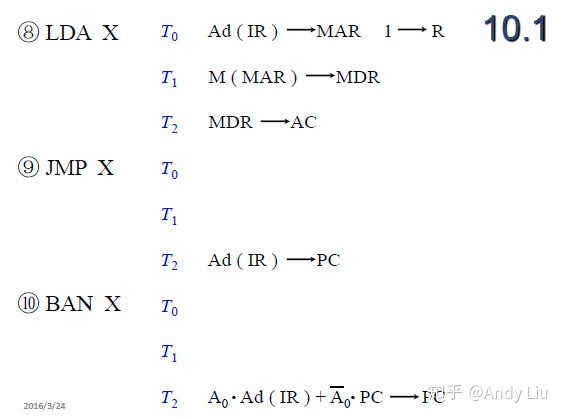 ⑧ LDA X T₀ Ad ( IR ) ⟶ MAR 1 ⟶ R 10.1
T₁ M ( MAR ) ⟶ MDR
T₂ MDR ⟶ AC
⑨ JMP X T₀
T₁
T₂ Ad ( IR ) ⟶ PC
⑩ BAN X T₀
T₁
T₂ A₀ · Ad ( IR ) + A̅₀ · PC ⟶ PC
知乎 @Andy Liu
2016/3/24